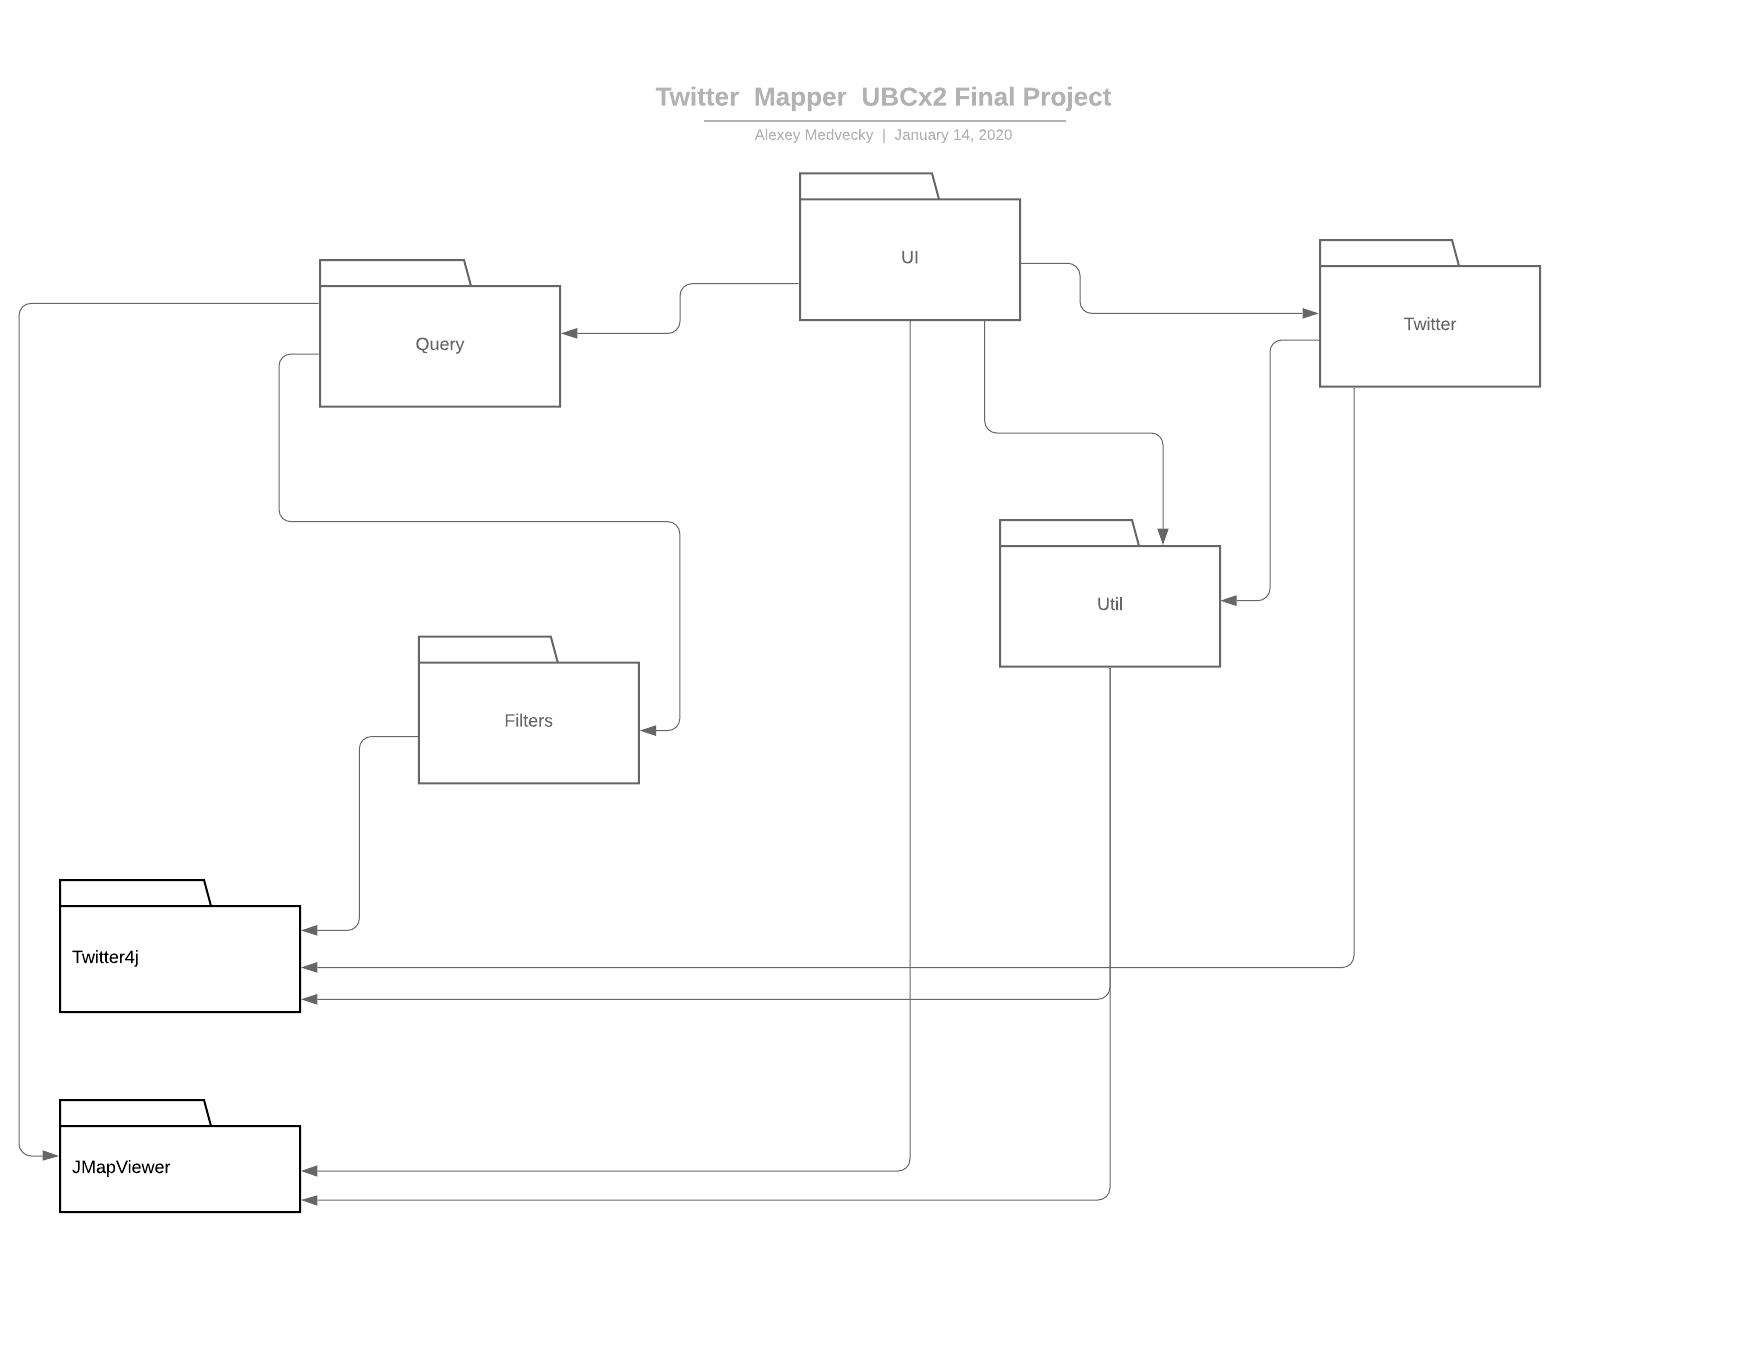 Twitter  Mapper  UBCx2 Final Project
Alexey Medvecky  |  January 14, 2020
UI
Twitter
Query
Util
Filters
Twitter4j
JMapViewer